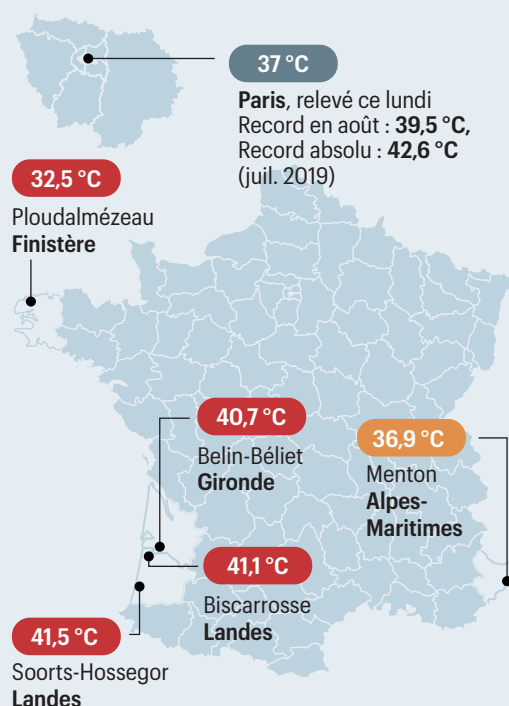 37 °C
Paris, relevé ce lundi
Record en août : 39,5 °C,
Record absolu : 42,6 °C
(juil. 2019)
32,5 °C
Ploudalmézeau
Finistère
40,7 °C
Belin-Béliet
Gironde
36,9 °C
Menton
Alpes-
Maritimes
41,1 °C
Biscarrosse
Landes
41,5 °C
Soorts-Hossegor
Landes